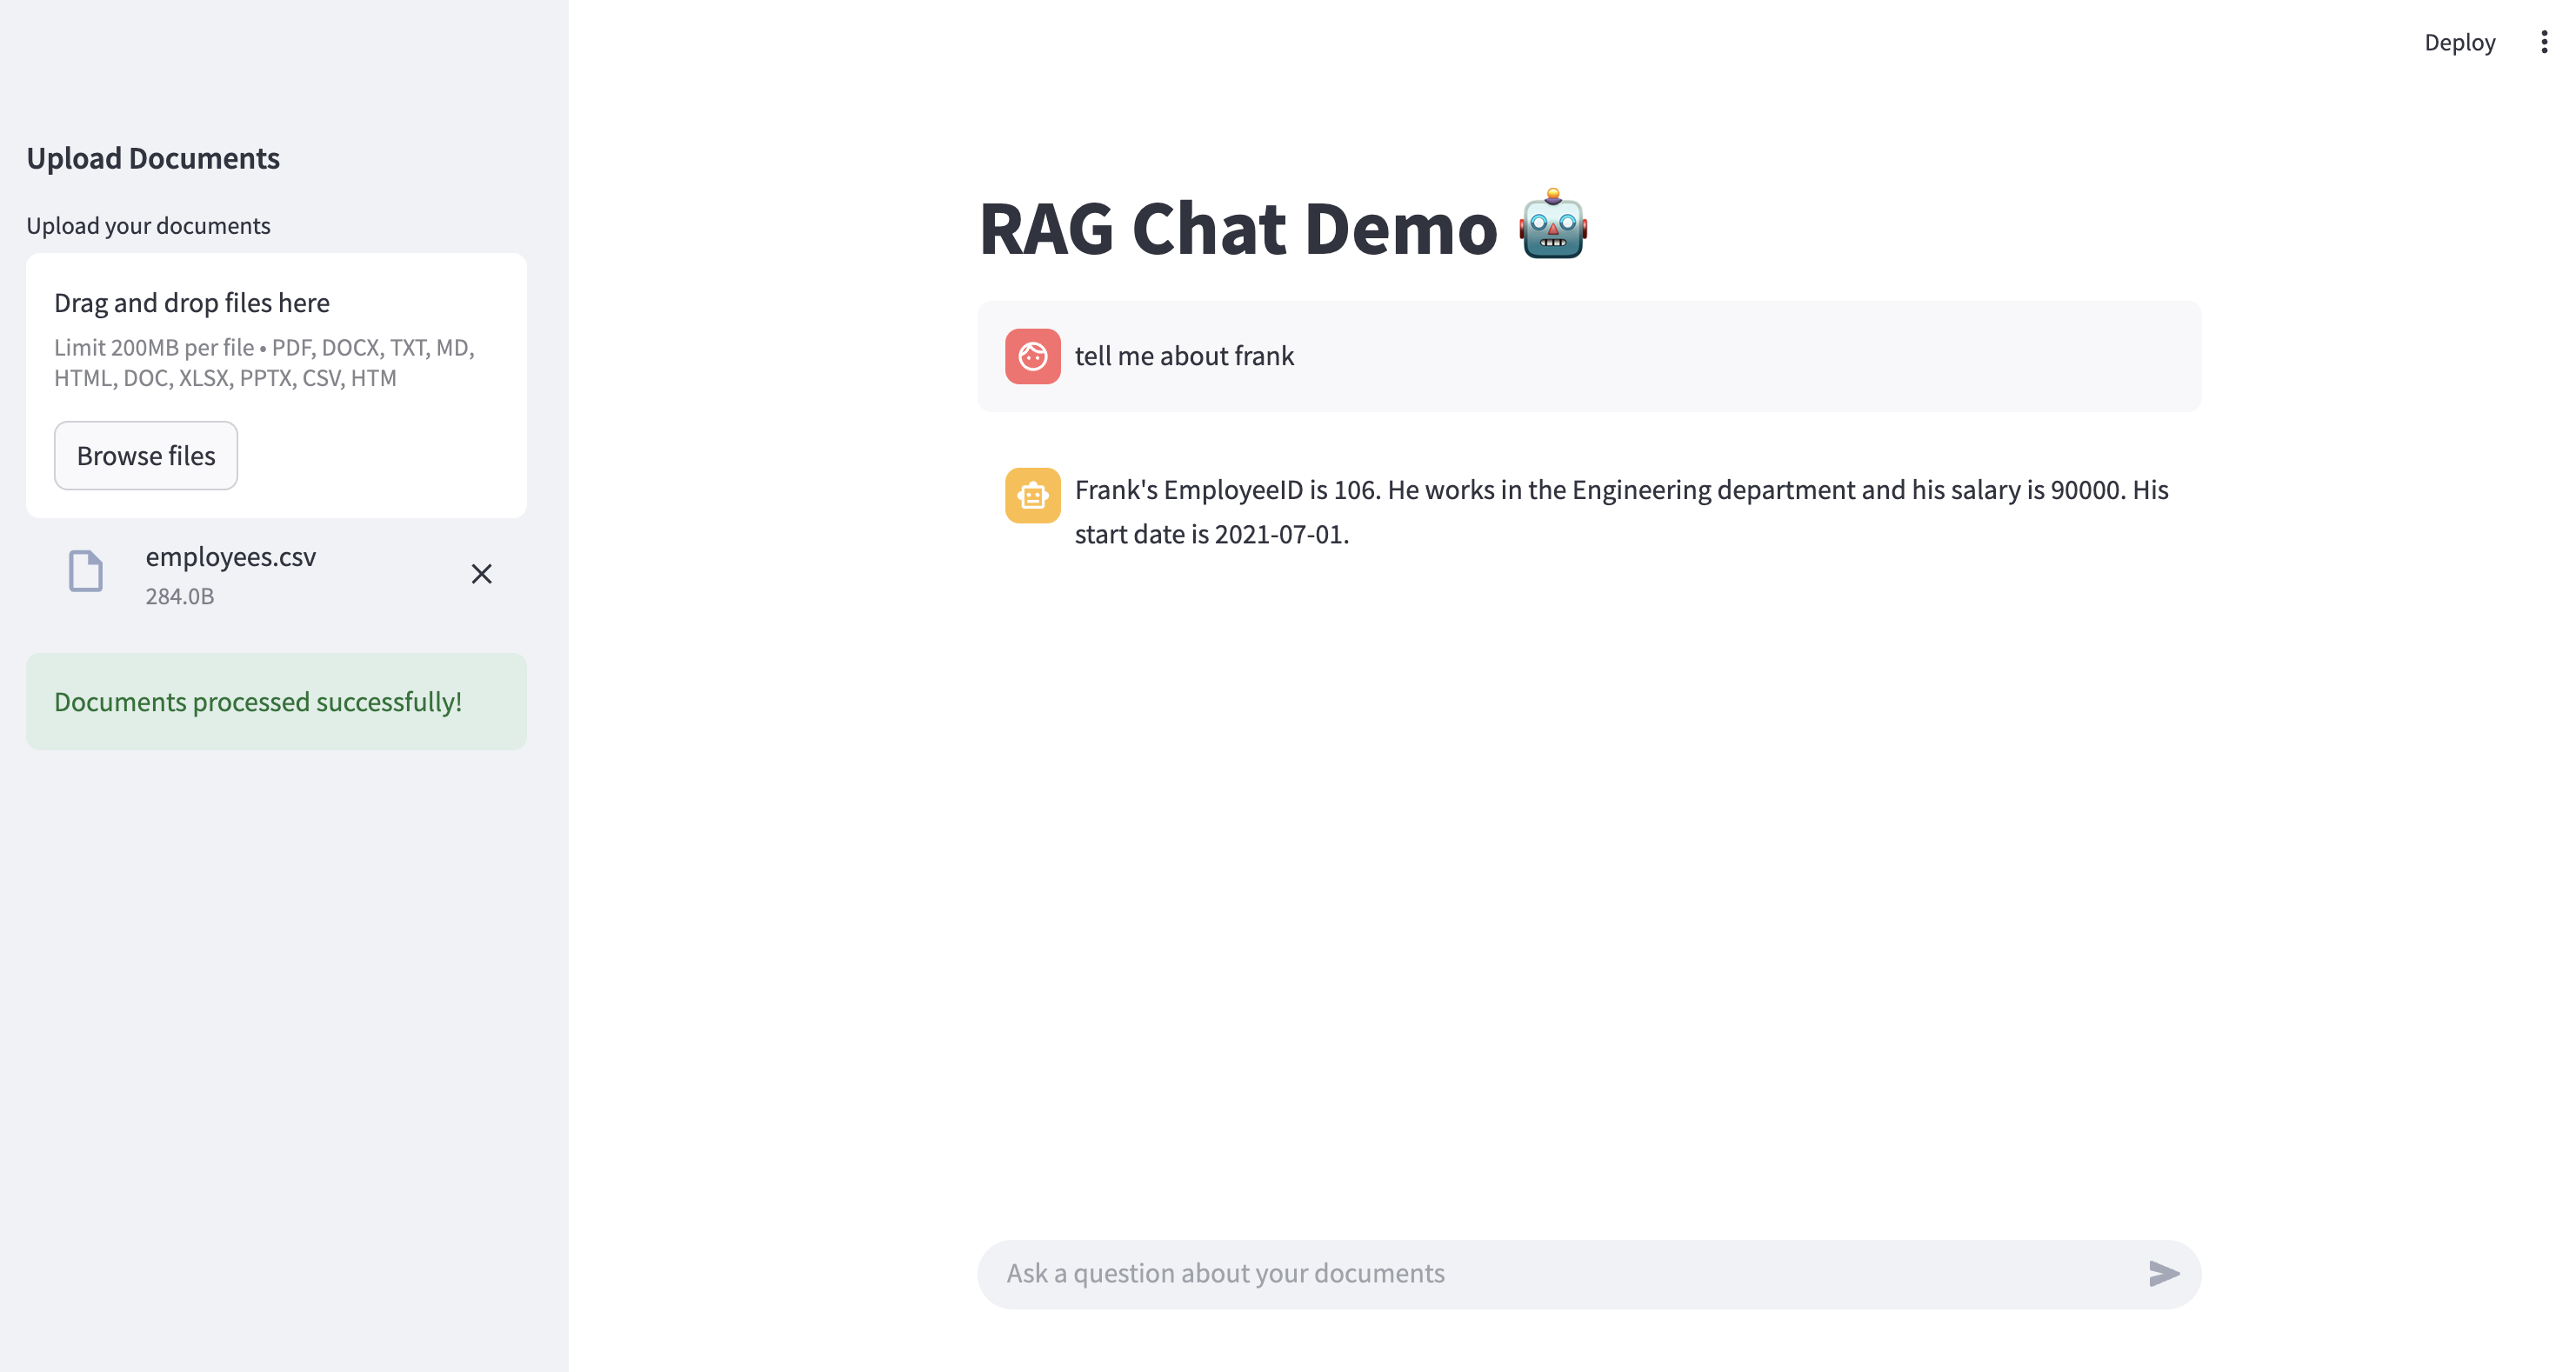 Deploy
Upload Documents
Upload your documents
Drag and drop files here
Limit 200MB per file • PDF, DOCX, TXT, MD,
HTML, DOC, XLSX, PPTX, CSV, HTM
Browse files
employees.csv
284.0B
Documents processed successfully!
RAG Chat Demo 🤖
tell me about frank
Frank's EmployeeID is 106. He works in the Engineering department and his salary is 90000. His
start date is 2021-07-01.
Ask a question about your documents